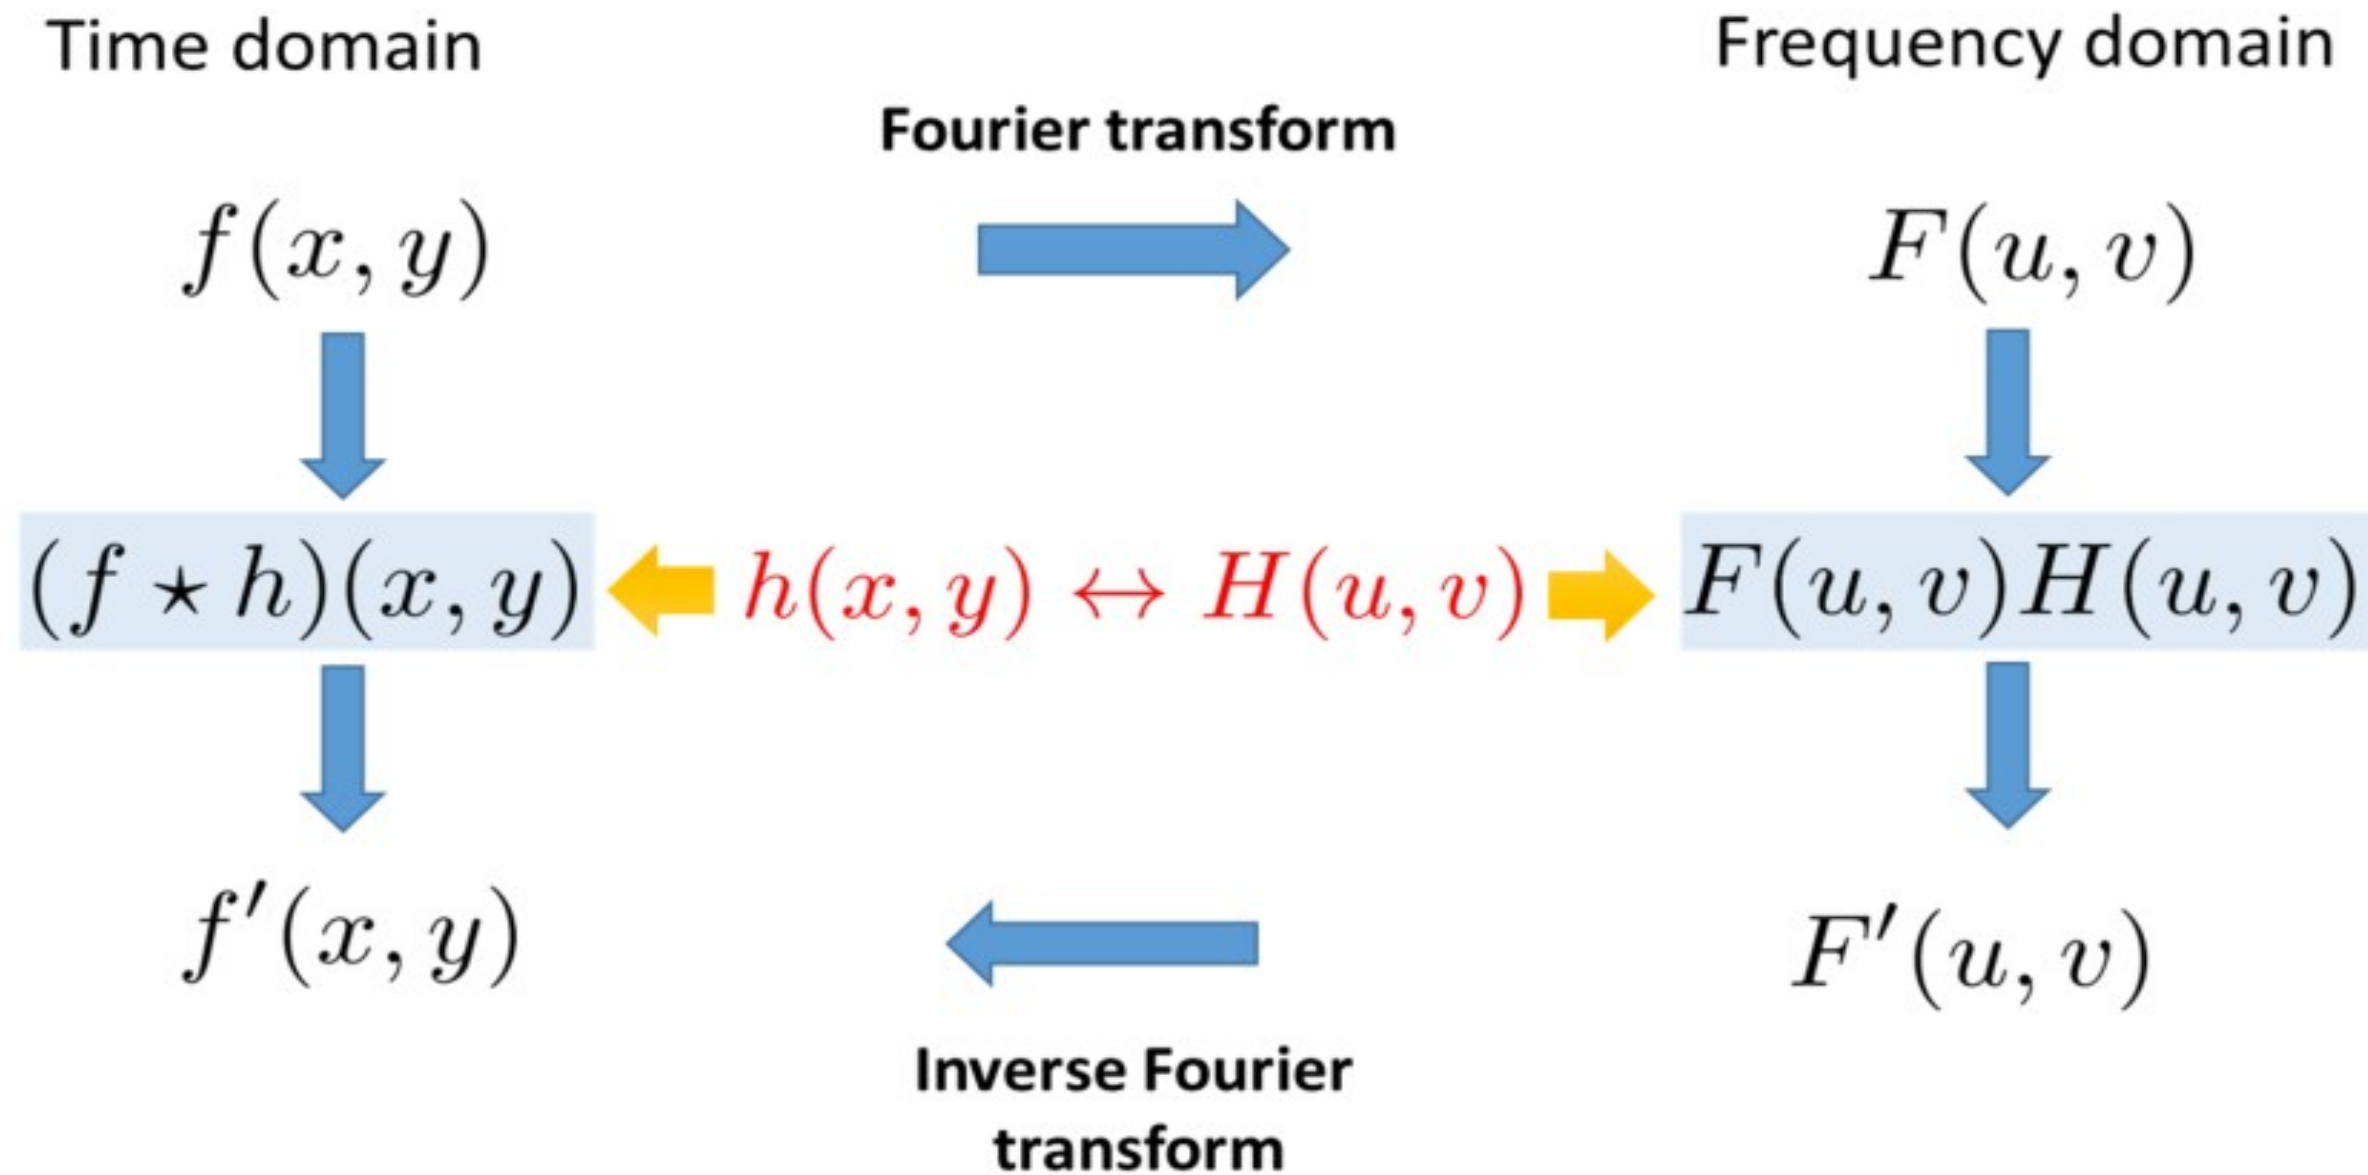 Time domain
Frequency domain
Fourier transform
f(x, y)
F(u, v)
(f ⋆ h)(x, y)
h(x, y) ↔ H(u, v)
F(u, v)H(u, v)
f′(x, y)
F′(u, v)
Inverse Fourier
transform